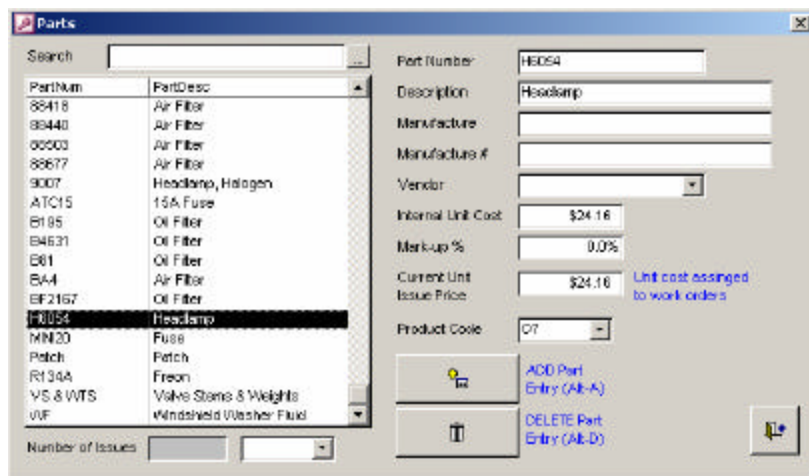 Parts
Search
...
PartNum PartDesc
88418 Air Filter
88440 Air Filter
88503 Air Filter
88677 Air Filter
9007 Headlamp, Halogen
ATC15 15A Fuse
B195 Oil Filter
B4631 Oil Filter
B81 Oil Filter
BA4 Air Filter
BF2167 Oil Filter
H6054 Headlamp
MINI20 Fuse
Patch Patch
R134A Freon
VS & WTS Valve Stems & Weights
WF Windshield Washer Fluid
Number of Issues
Part Number H6054
Description Headlamp
Manufacture
Manufacture #
Vendor
Internal Unit Cost $24.16
Mark-up % 0.0%
Current Unit
Issue Price $24.16
Unit cost assinged
to work orders
Product Code 07
ADD Part
Entry (Alt-A)
DELETE Part
Entry (Alt-D)